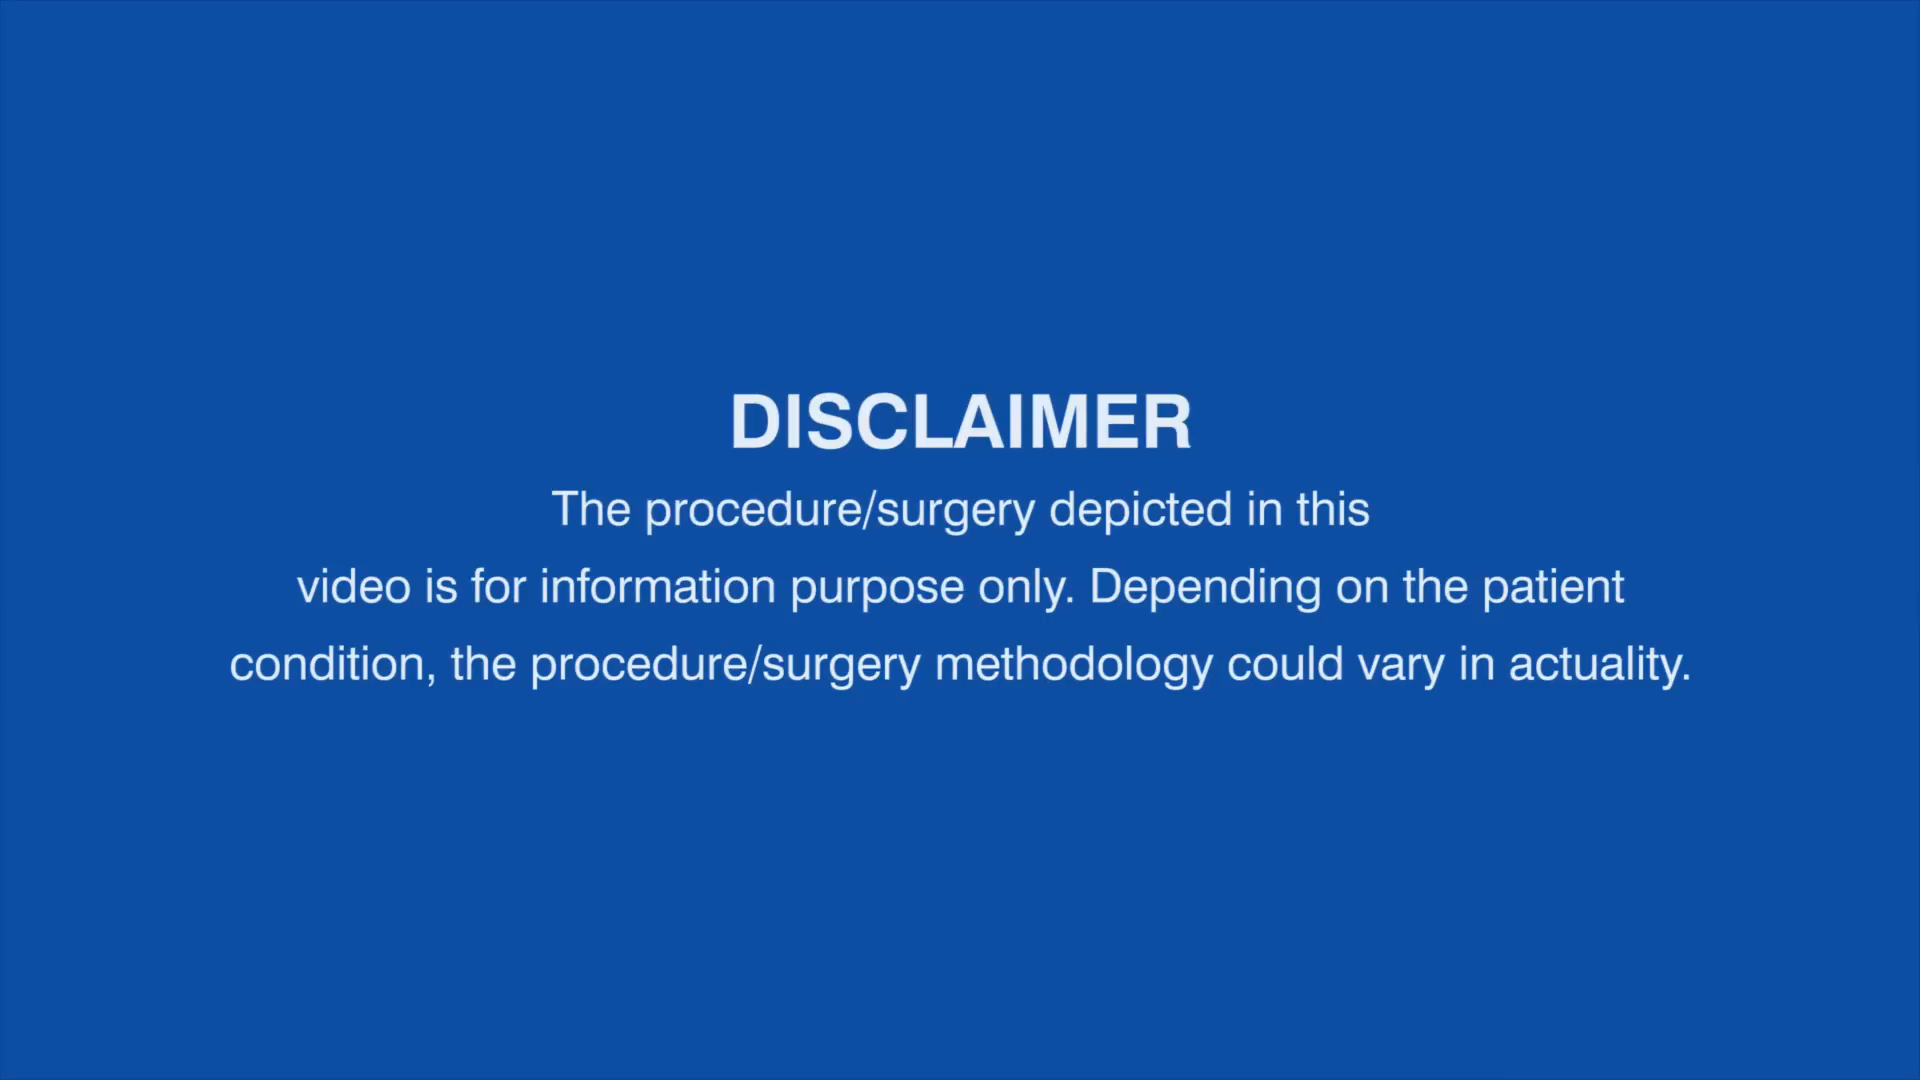 DISCLAIMER
The procedure/surgery depicted in this
video is for information purpose only. Depending on the patient
condition, the procedure/surgery methodology could vary in actuality.